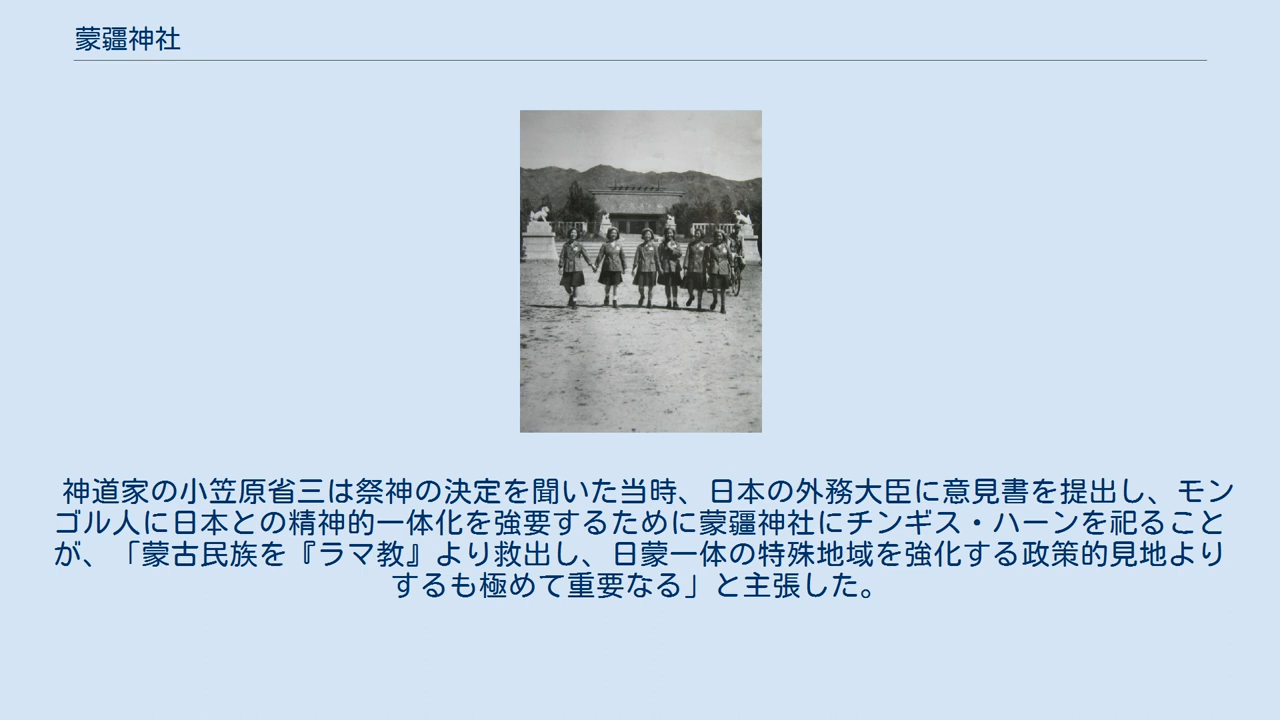 蒙疆神社
神道家の小笠原省三は祭神の決定を聞いた当時、日本の外務大臣に意見書を提出し、モン
ゴル人に日本との精神的一体化を強要するために蒙疆神社にチンギス・ハーンを祀ること
が、「蒙古民族を『ラマ教』より救出し、日蒙一体の特殊地域を強化する政策的見地より
するも極めて重要なる」と主張した。